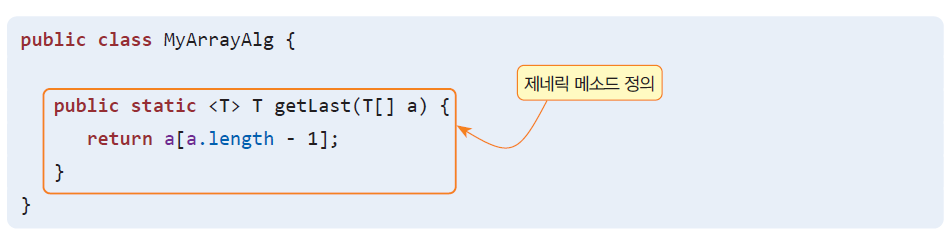 public class MyArrayAlg {
제네릭 메소드 정의
public static <T> T getLast(T[] a) {
return a[a.length - 1];
}
}